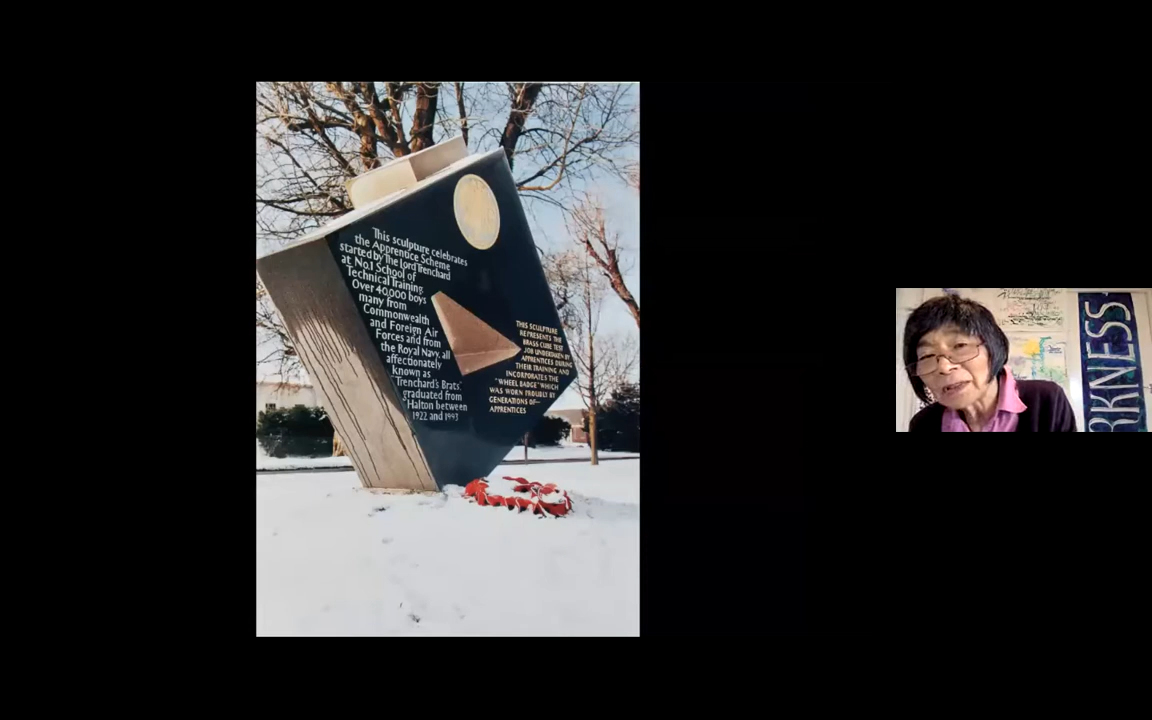 This sculpture celebrates
the Apprentice Scheme
started by The Lord Trenchard
at No.1 School of
Technical Training.
Over 40,000 boys
many from
Commonwealth
and Foreign Air
Forces and from
the Royal Navy, all
affectionately
known as
'Trenchard's Brats'
graduated from
Halton between
1922 and 1993
THIS SCULPTURE
REPRESENTS THE
BRASS CUBE TEST
JOB UNDERTAKEN BY
APPRENTICES DURING
THEIR TRAINING AND
INCORPORATES THE
"WHEEL BADGE" WHICH
WAS WORN PROUDLY BY
GENERATIONS OF
APPRENTICES
RKNESS